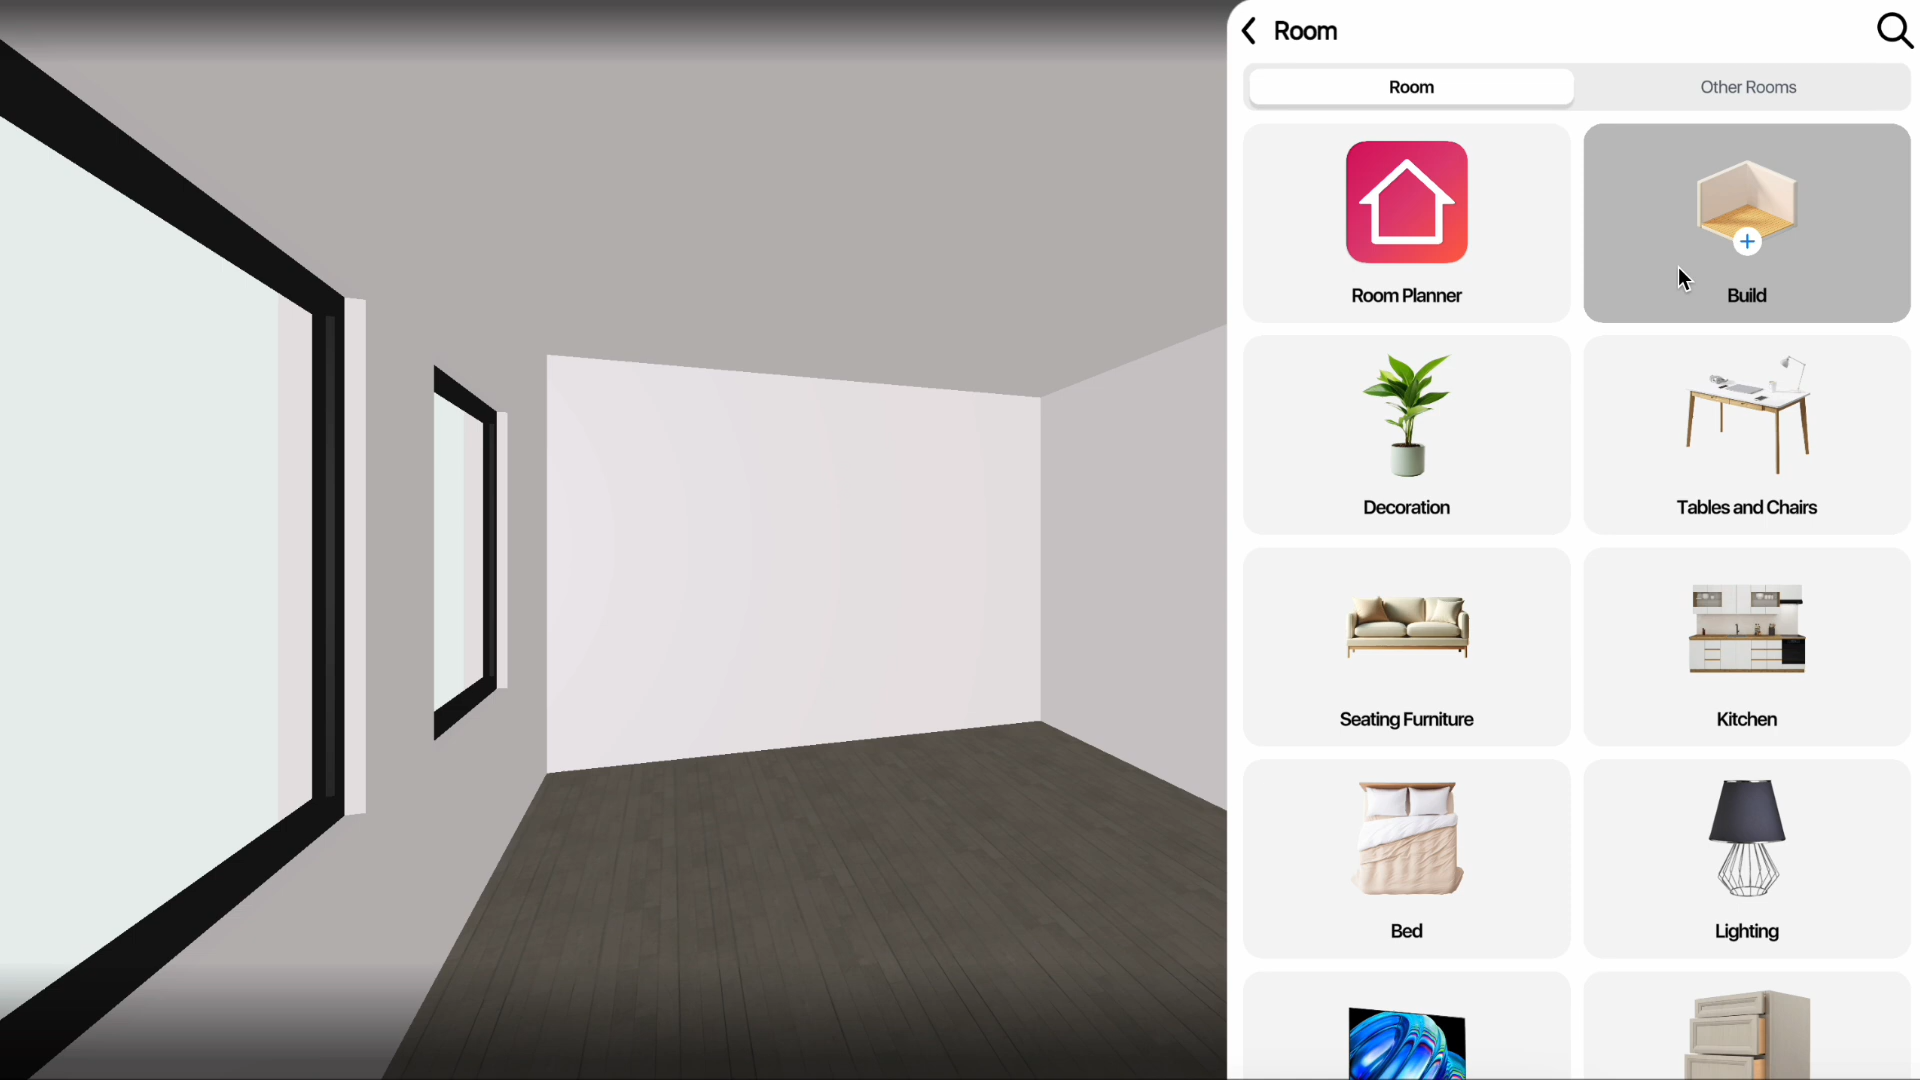 Room
Room
Other Rooms
Room Planner
Build
Decoration
Tables and Chairs
Seating Furniture
Kitchen
Bed
Lighting